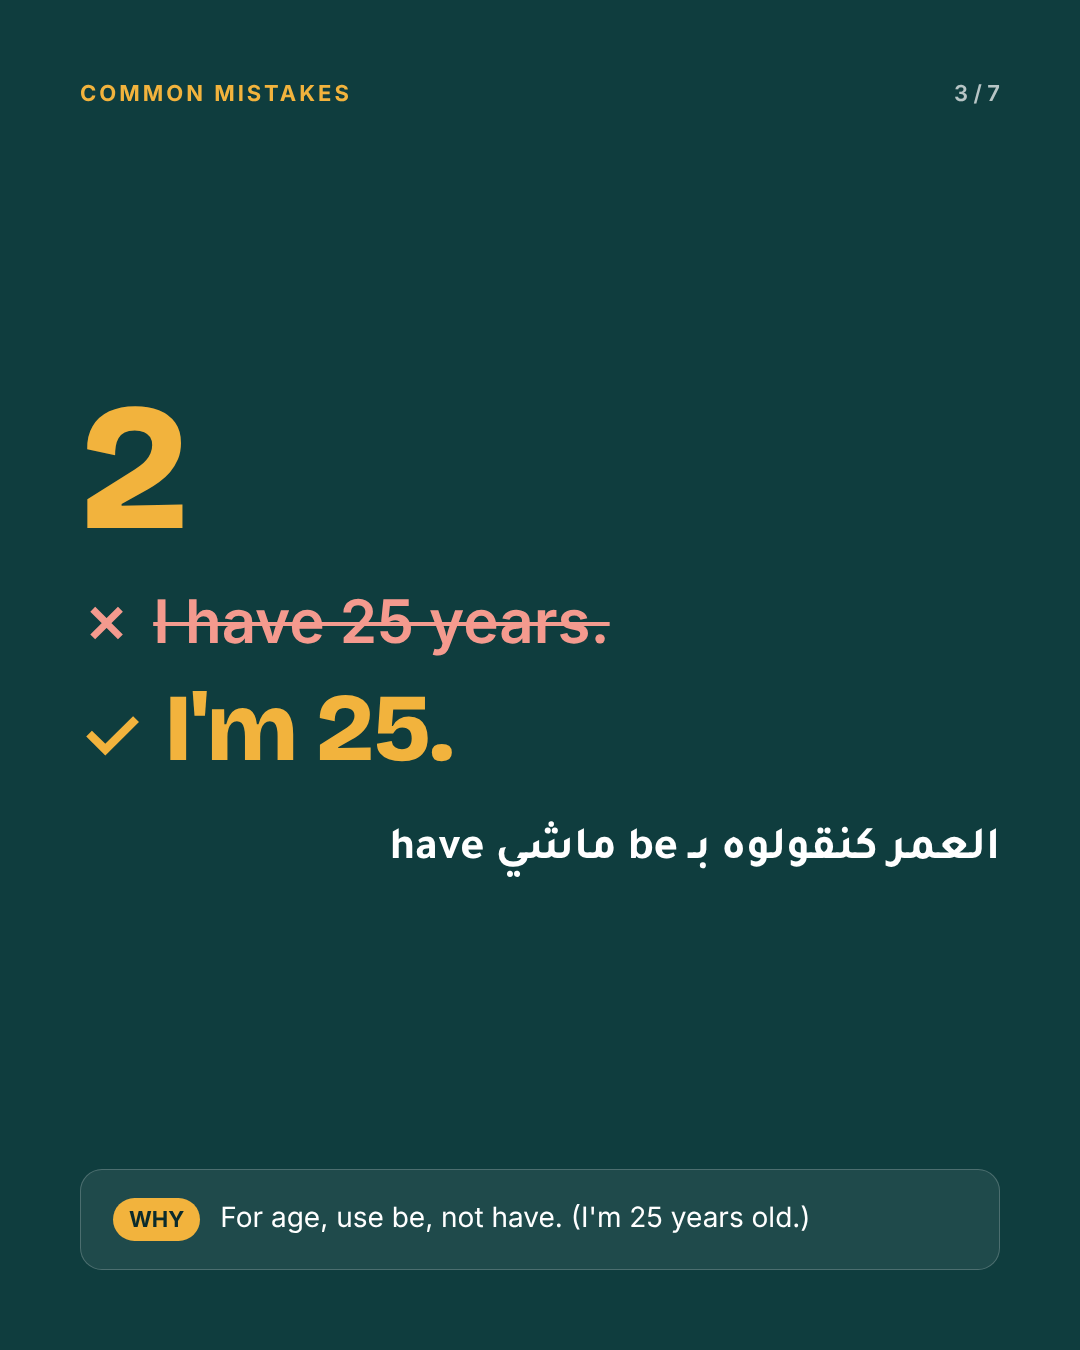 COMMON MISTAKES
3 / 7
2
✕ I have 25 years.
✓ I'm 25.
العمر كنقولوه بـ be ماشي have
WHY For age, use be, not have. (I'm 25 years old.)